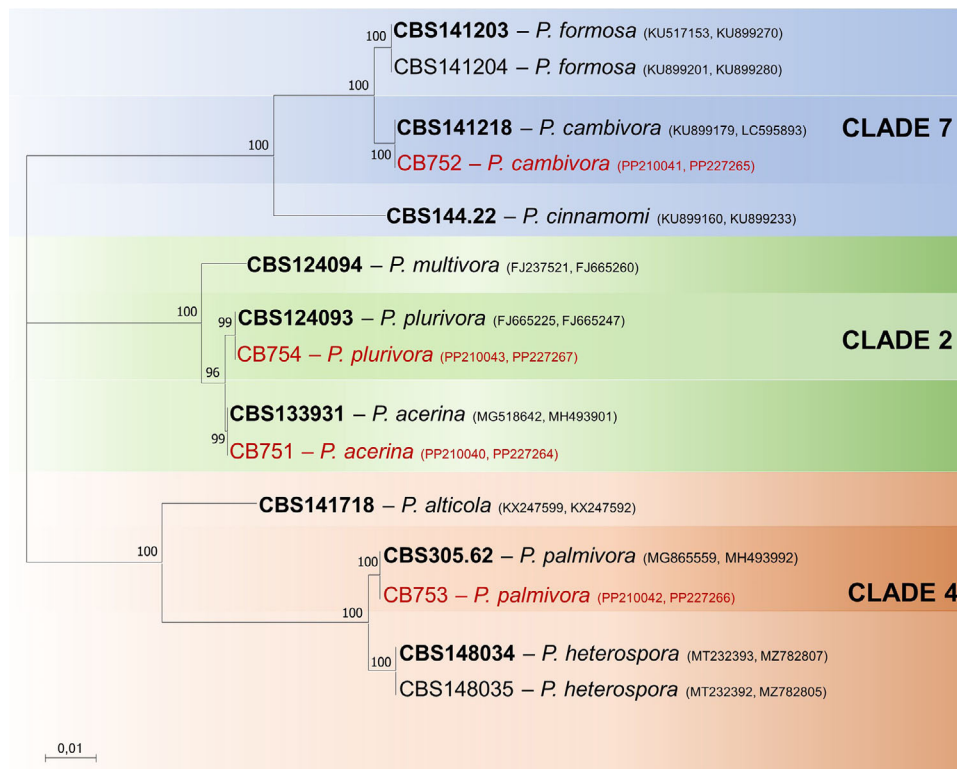 100 CBS141203 – P. formosa (KU517153, KU899270)
CBS141204 – P. formosa (KU899201, KU899280)
100
CBS141218 – P. cambivora (KU899179, LC595893)
CLADE 7
100
100 CB752 – P. cambivora (PP210041, PP227265)
CBS144.22 – P. cinnamomi (KU899160, KU899233)
CBS124094 – P. multivora (FJ237521, FJ665260)
100
99 CBS124093 – P. plurivora (FJ665225, FJ665247)
CLADE 2
CB754 – P. plurivora (PP210043, PP227267)
96
CBS133931 – P. acerina (MG518642, MH493901)
99 CB751 – P. acerina (PP210040, PP227264)
CBS141718 – P. alticola (KX247599, KX247592)
100
100 CBS305.62 – P. palmivora (MG865559, MH493992)
CB753 – P. palmivora (PP210042, PP227266)
CLADE 4
100
CBS148034 – P. heterospora (MT232393, MZ782807)
100
CBS148035 – P. heterospora (MT232392, MZ782805)
0,01